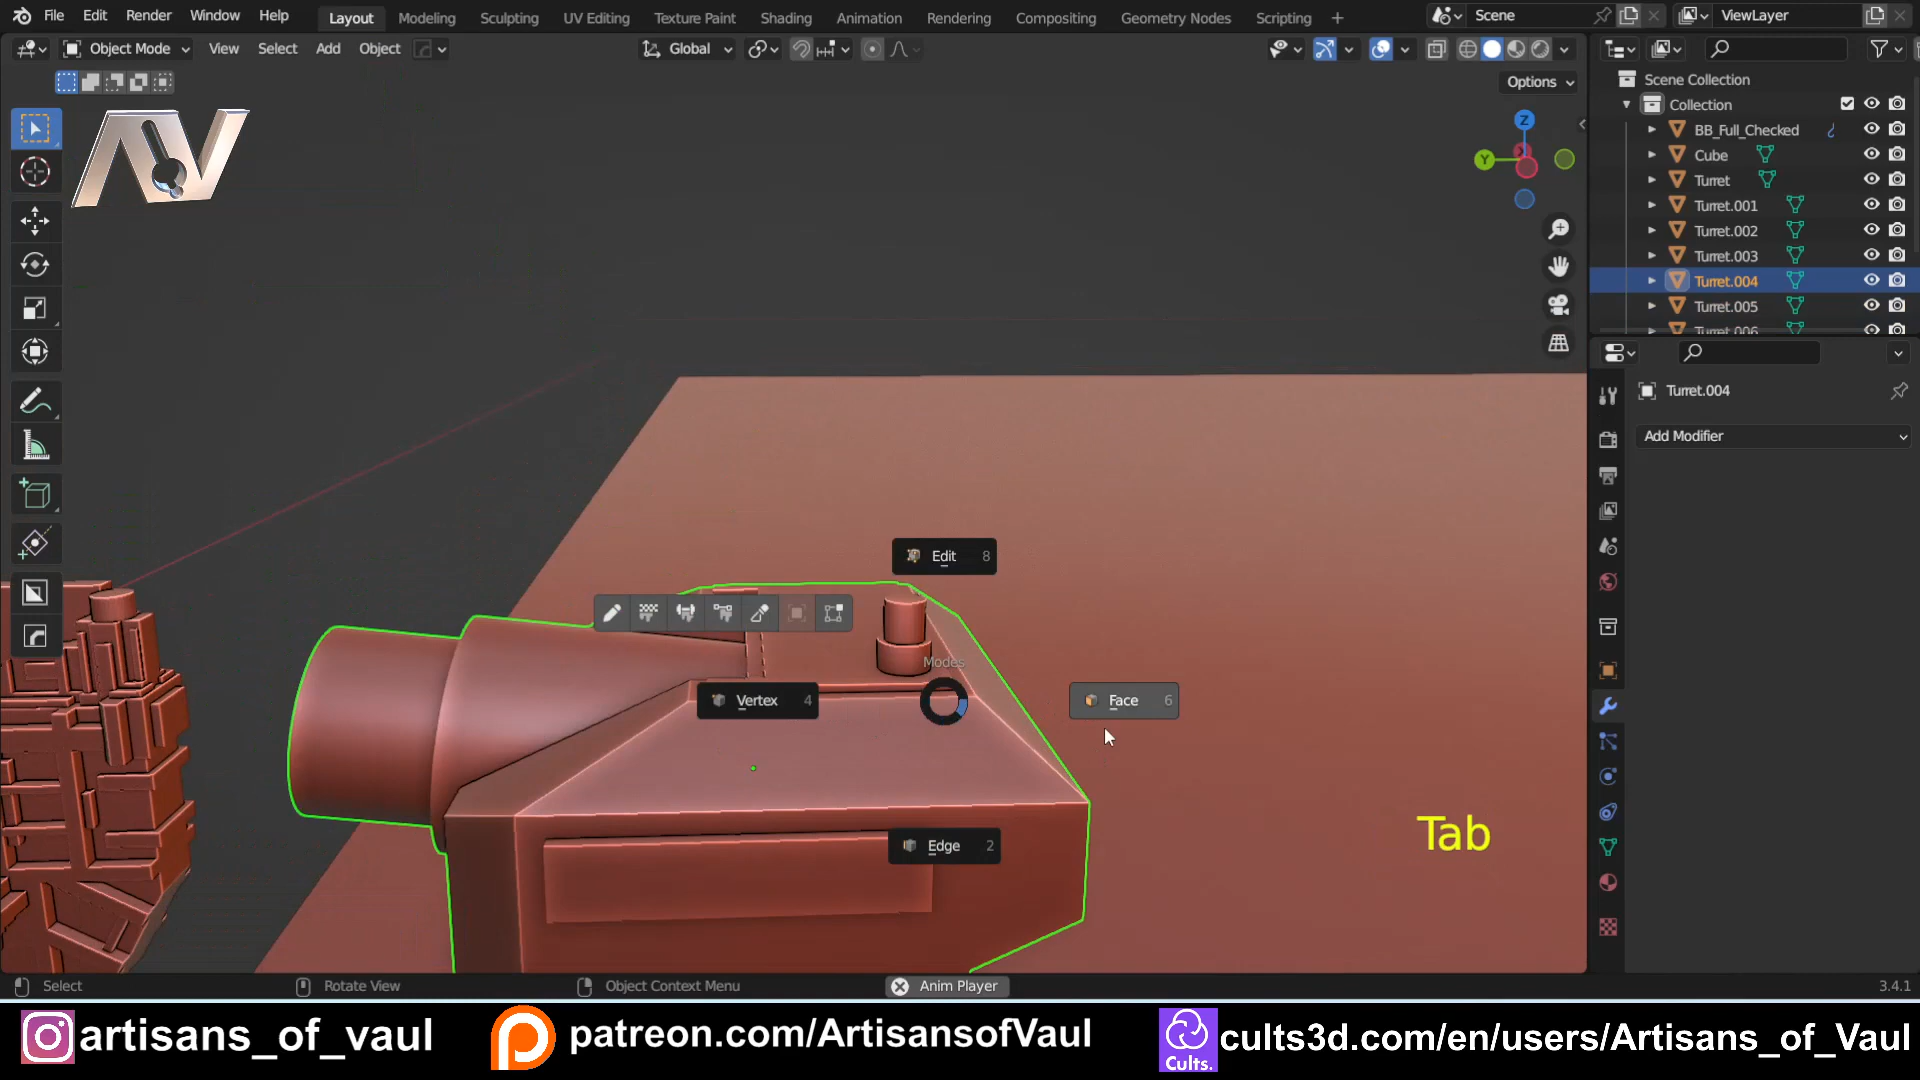 File Edit Render Window Help Layout Modeling Sculpting UV Editing Texture Paint Shading Animation Rendering Compositing Geometry Nodes Scripting + Scene ViewLayer
Object Mode View Select Add Object Global
Options
Scene Collection
Collection
BB_Full_Checked
Cube
Turret
Turret.001
Turret.002
Turret.003
Turret.004
Turret.005
Turret.006
Z
Y
X
AV
Turret.004
Add Modifier
Edit 8
Modes
Vertex 4
Face 6
Edge 2
Tab
Select Rotate View Object Context Menu Anim Player 3.4.1
artisans_of_vaul patreon.com/ArtisansofVaul Cults. cults3d.com/en/users/Artisans_of_Vaul